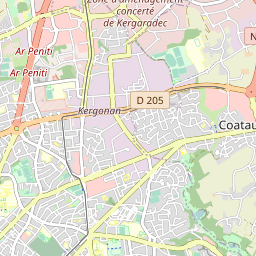 Zone d'aménagement
concerté
de Kergaradec
Ar Peniti
Ar Peniti
N
Kergonan
D 205
Coatau